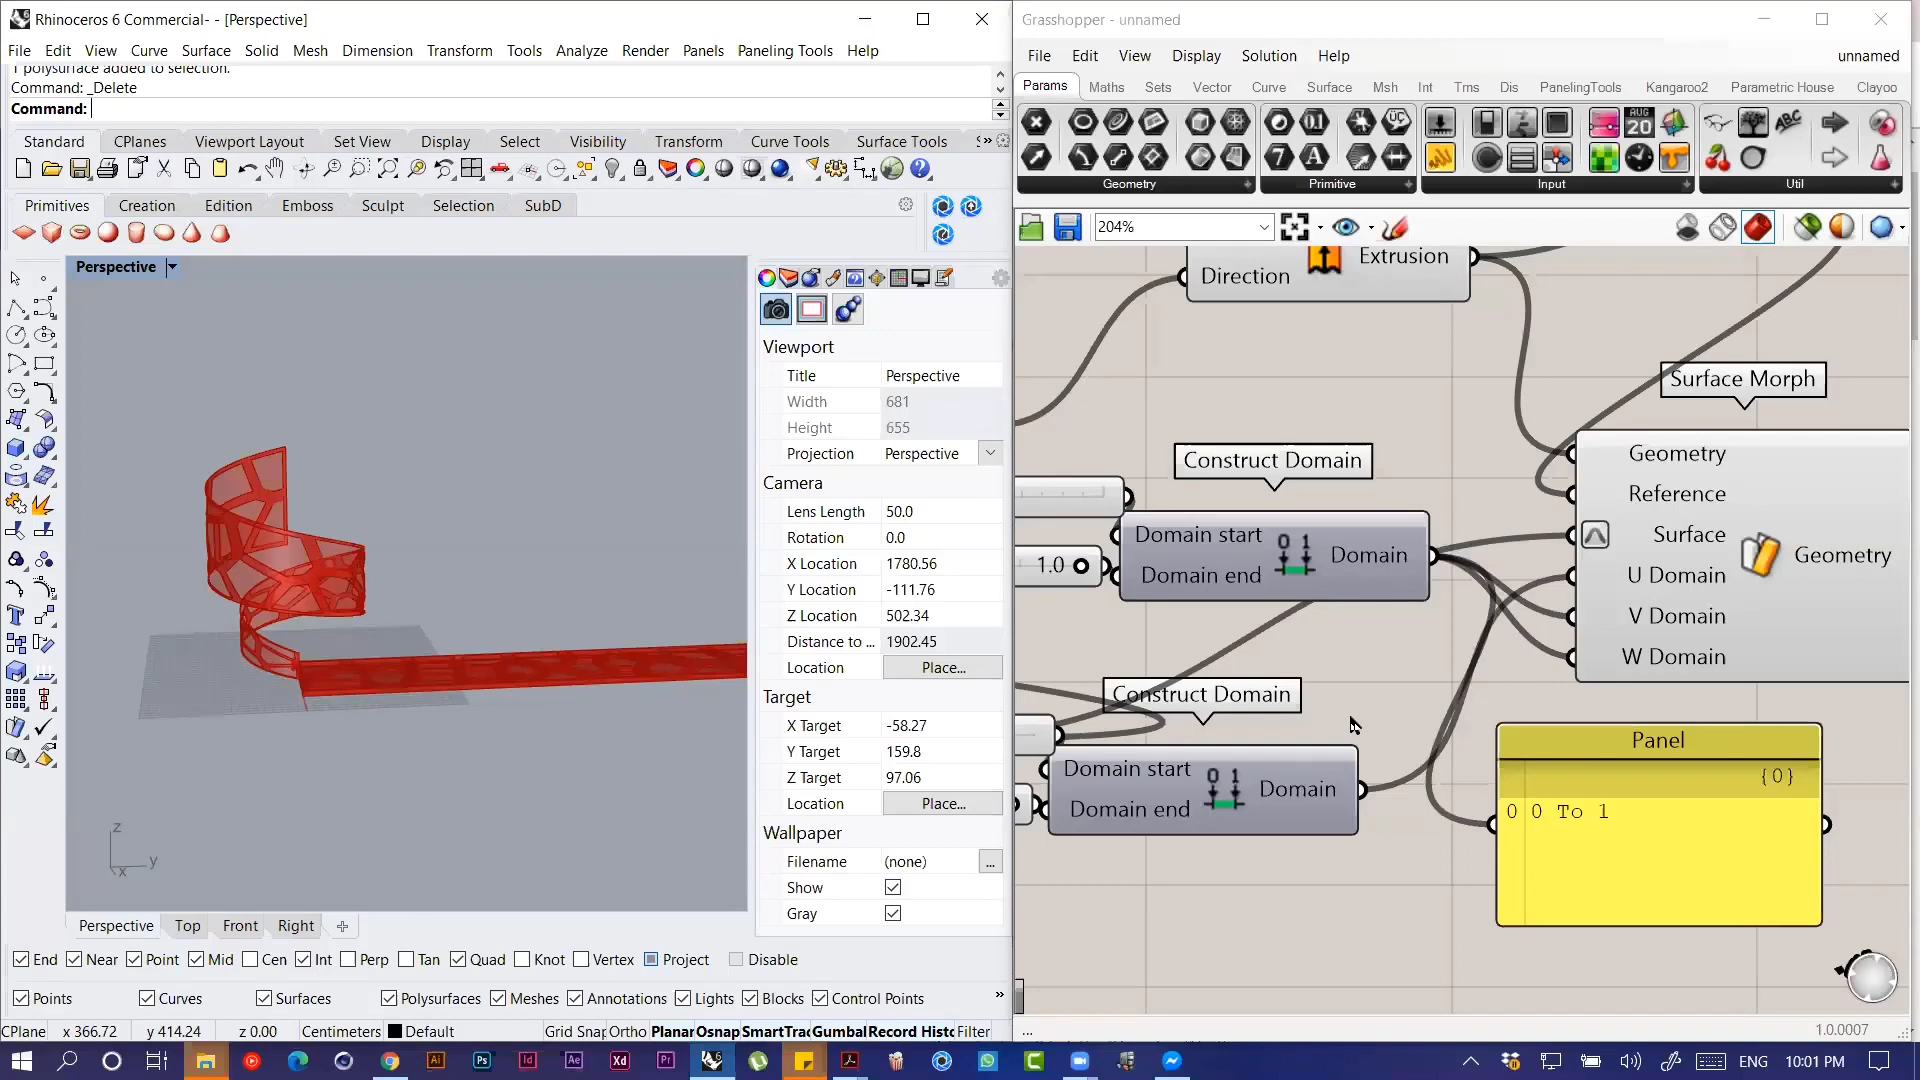 Rhinoceros 6 Commercial- - [Perspective]
File Edit View Curve Surface Solid Mesh Dimension Transform Tools Analyze Render Panels Paneling Tools Help
1 polysurface added to selection.
Command: _Delete
Command:
Standard CPlanes Viewport Layout Set View Display Select Visibility Transform Curve Tools Surface Tools S
Primitives Creation Edition Emboss Sculpt Selection SubD
Perspective
Viewport
Title Perspective
Width 681
Height 655
Projection Perspective
Camera
Lens Length 50.0
Rotation 0.0
X Location 1780.56
Y Location -111.76
Z Location 502.34
Distance to ... 1902.45
Location Place...
Target
X Target -58.27
Y Target 159.8
Z Target 97.06
Location Place...
Wallpaper
Filename (none) ...
Show
Gray
z
y
x
Perspective Top Front Right
End Near Point Mid Cen Int Perp Tan Quad Knot Vertex Project Disable
Points Curves Surfaces Polysurfaces Meshes Annotations Lights Blocks Control Points
CPlane x 366.72 y 414.24 z 0.00 Centimeters Default Grid Snap Ortho Planar Osnap SmartTrac Gumbal Record Histo Filter
Grasshopper - unnamed
File Edit View Display Solution Help unnamed
Params Maths Sets Vector Curve Surface Msh Int Trns Dis PanelingTools Kangaroo2 Parametric House Clayoo
Geometry Primitive Input Util
204%
Direction Extrusion
Surface Morph
Geometry
Reference
Surface
U Domain
V Domain
W Domain
Geometry
Construct Domain
Domain start
Domain end
Domain
1.0
Construct Domain
Domain start
Domain end
Domain
Panel
{0}
0 0 To 1
...
1.0.0007
ENG 10:01 PM